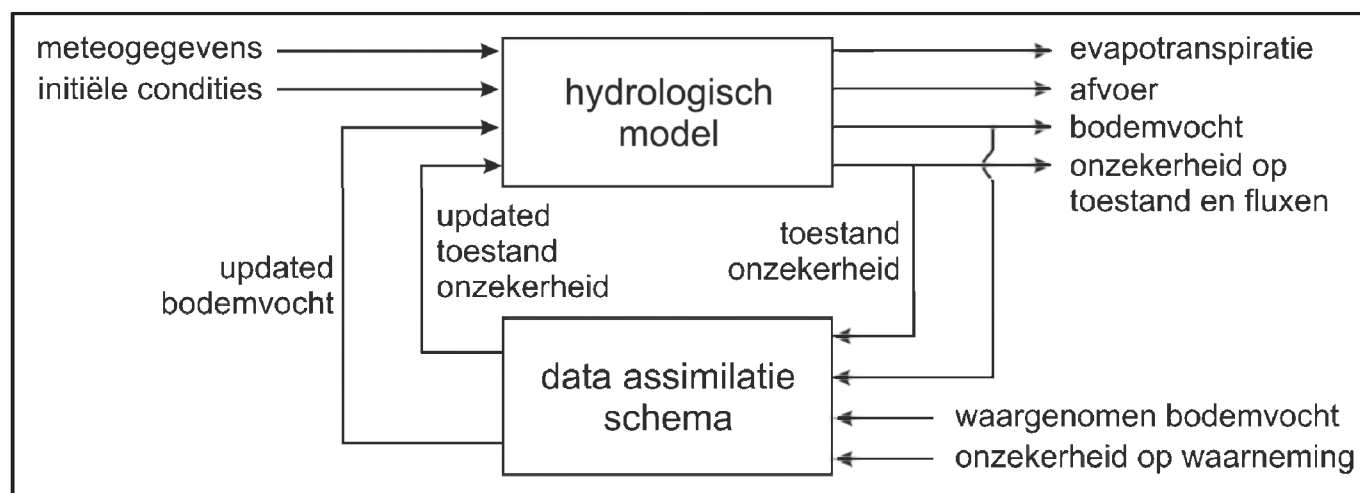 meteogegevens
initiële condities
hydrologisch
model
evapotranspiratie
afvoer
bodemvocht
onzekerheid op
toestand en fluxen
updated
bodemvocht
updated
toestand
onzekerheid
toestand
onzekerheid
data assimilatie
schema
waargenomen bodemvocht
onzekerheid op waarneming